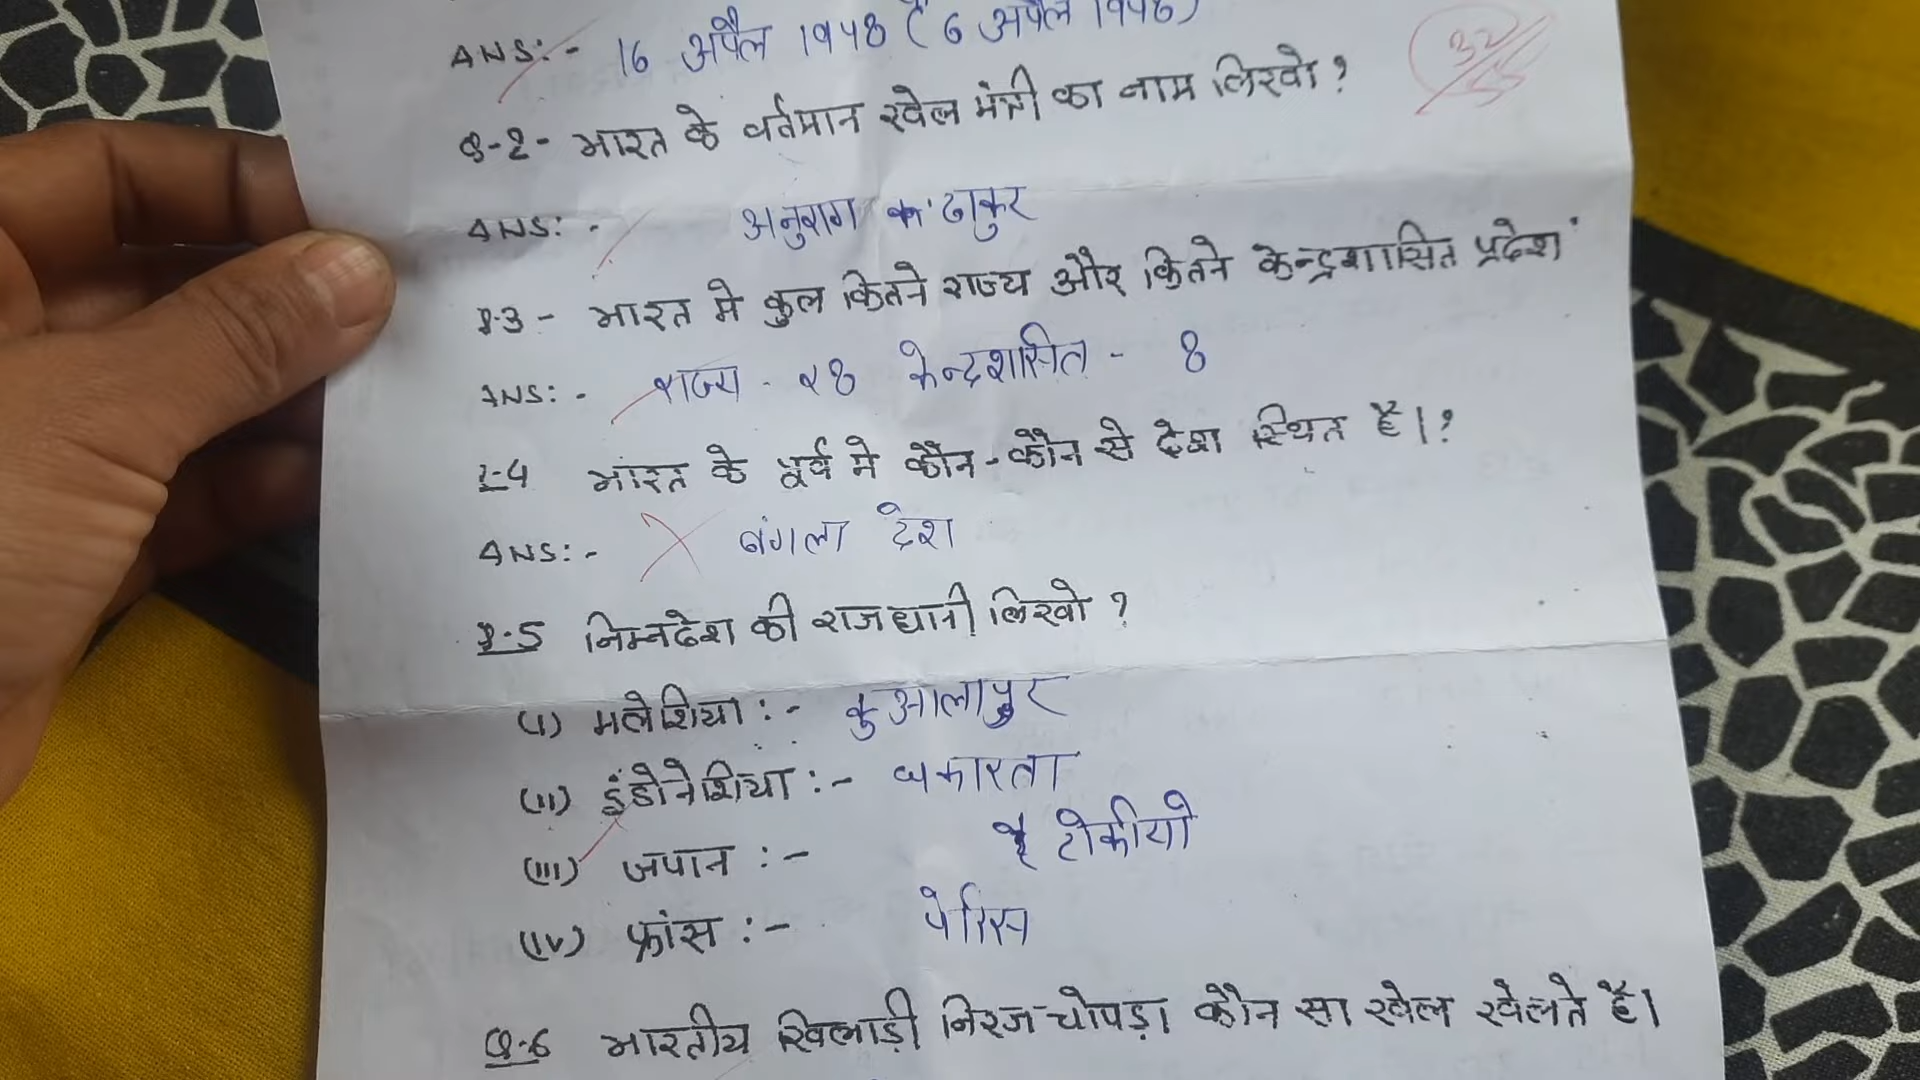 ANS:- 16 अप्रैल 1948 (6 अप्रैल 1948)
32
Q-2- भारत के वर्तमान खेल मंत्री का नाम लिखो?
ANS:- अनुराग ठाकुर
Q.3- भारत मे कुल कितने राज्य और कितने केन्द्रशासित प्रदेश
ANS:- राज्य - २8 केन्द्रशासित - 8
Q-4 भारत के पूर्व मे कौन-कौन से देश स्थित है।?
ANS:- बंगला देश
Q-5 निम्नदेश की राजधानी लिखो?
(i) मलेशिया:- कुआलापुर
(ii) इंडोनेशिया:- जकारता
(iii) जपान:- टोकीयो
(iv) फ्रांस:- पेरिस
Q-6 भारतीय खिलाड़ी निरज चोपड़ा कौन सा खेल खेलते है।